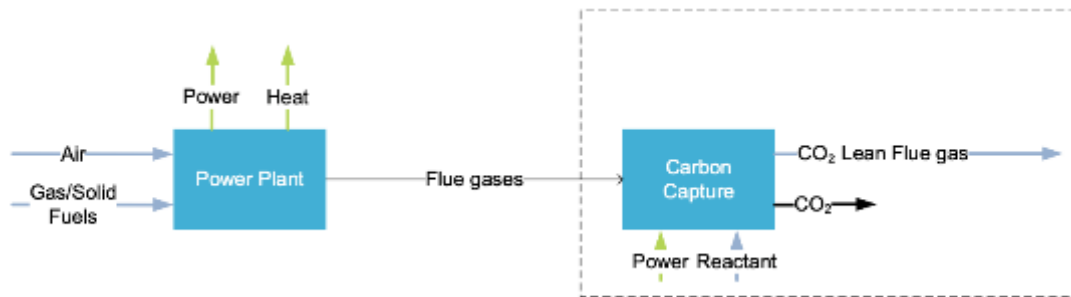 Power
Heat
Air
Gas/Solid
Fuels
Power Plant
Flue gases
Carbon
Capture
CO₂ Lean Flue gas
CO₂
Power
Reactant